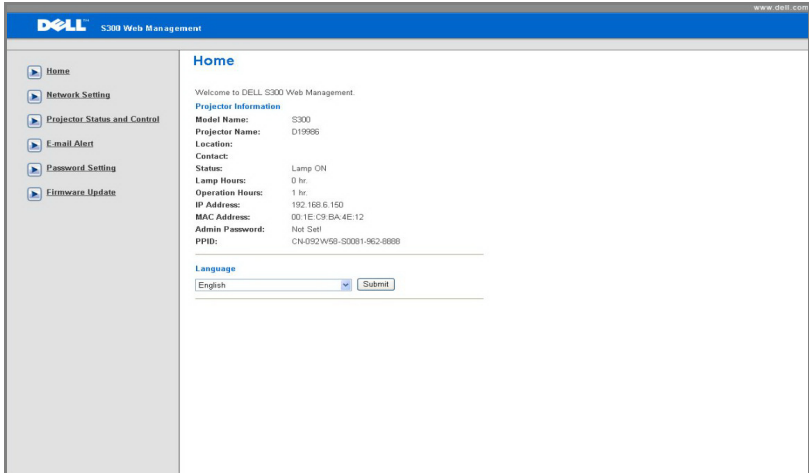 www.dell.com
DELL™ S300 Web Management
Home
Network Setting
Projector Status and Control
E-mail Alert
Password Setting
Firmware Update
Home
Welcome to DELL S300 Web Management.
Projector Information
Model Name: S300
Projector Name: D19986
Location:
Contact:
Status: Lamp ON
Lamp Hours: 0 hr.
Operation Hours: 1 hr.
IP Address: 192.168.6.150
MAC Address: 00:1E:C9:BA:4E:12
Admin Password: Not Set!
PPID: CN-092W58-S0081-962-8888
Language
English Submit